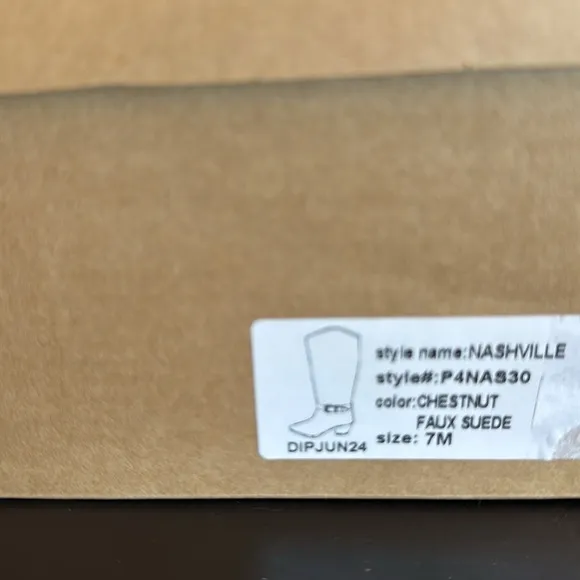 style name:NASHVILLE
style#:P4NAS30
color:CHESTNUT
FAUX SUEDE
size: 7M
DIPJUN24